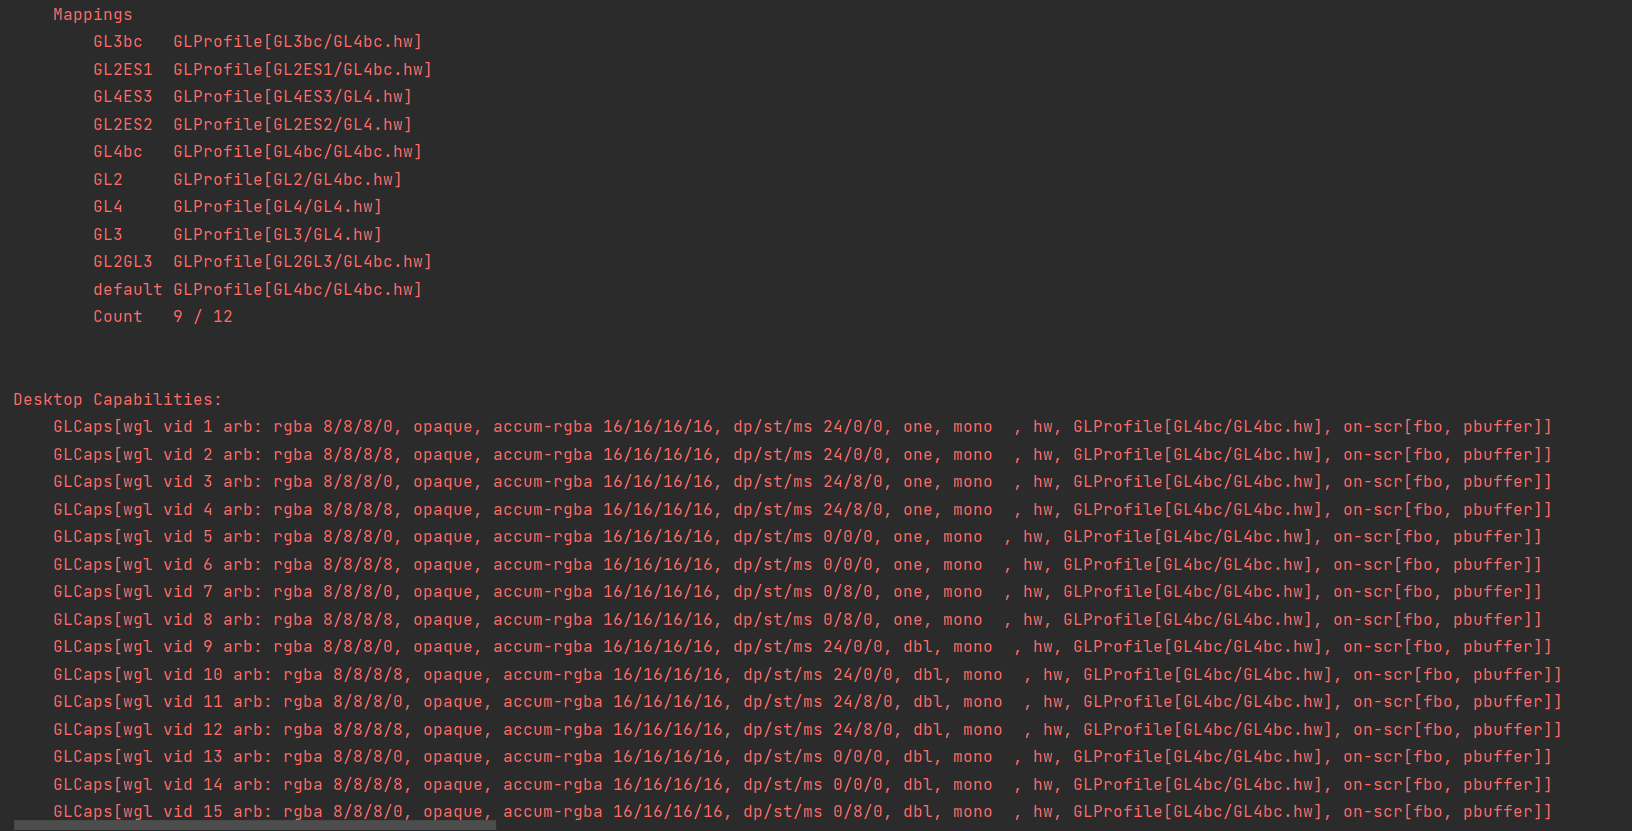 Mappings
GL3bc   GLProfile[GL3bc/GL4bc.hw]
GL2ES1  GLProfile[GL2ES1/GL4bc.hw]
GL4ES3  GLProfile[GL4ES3/GL4.hw]
GL2ES2  GLProfile[GL2ES2/GL4.hw]
GL4bc   GLProfile[GL4bc/GL4bc.hw]
GL2     GLProfile[GL2/GL4bc.hw]
GL4     GLProfile[GL4/GL4.hw]
GL3     GLProfile[GL3/GL4.hw]
GL2GL3  GLProfile[GL2GL3/GL4bc.hw]
default GLProfile[GL4bc/GL4bc.hw]
Count   9 / 12
Desktop Capabilities:
GLCaps[wgl vid 1 arb: rgba 8/8/8/0, opaque, accum-rgba 16/16/16/16, dp/st/ms 24/0/0, one, mono  , hw, GLProfile[GL4bc/GL4bc.hw], on-scr[fbo, pbuffer]]
GLCaps[wgl vid 2 arb: rgba 8/8/8/8, opaque, accum-rgba 16/16/16/16, dp/st/ms 24/0/0, one, mono  , hw, GLProfile[GL4bc/GL4bc.hw], on-scr[fbo, pbuffer]]
GLCaps[wgl vid 3 arb: rgba 8/8/8/0, opaque, accum-rgba 16/16/16/16, dp/st/ms 24/8/0, one, mono  , hw, GLProfile[GL4bc/GL4bc.hw], on-scr[fbo, pbuffer]]
GLCaps[wgl vid 4 arb: rgba 8/8/8/8, opaque, accum-rgba 16/16/16/16, dp/st/ms 24/8/0, one, mono  , hw, GLProfile[GL4bc/GL4bc.hw], on-scr[fbo, pbuffer]]
GLCaps[wgl vid 5 arb: rgba 8/8/8/0, opaque, accum-rgba 16/16/16/16, dp/st/ms 0/0/0, one, mono  , hw, GLProfile[GL4bc/GL4bc.hw], on-scr[fbo, pbuffer]]
GLCaps[wgl vid 6 arb: rgba 8/8/8/8, opaque, accum-rgba 16/16/16/16, dp/st/ms 0/0/0, one, mono  , hw, GLProfile[GL4bc/GL4bc.hw], on-scr[fbo, pbuffer]]
GLCaps[wgl vid 7 arb: rgba 8/8/8/0, opaque, accum-rgba 16/16/16/16, dp/st/ms 0/8/0, one, mono  , hw, GLProfile[GL4bc/GL4bc.hw], on-scr[fbo, pbuffer]]
GLCaps[wgl vid 8 arb: rgba 8/8/8/8, opaque, accum-rgba 16/16/16/16, dp/st/ms 0/8/0, one, mono  , hw, GLProfile[GL4bc/GL4bc.hw], on-scr[fbo, pbuffer]]
GLCaps[wgl vid 9 arb: rgba 8/8/8/0, opaque, accum-rgba 16/16/16/16, dp/st/ms 24/0/0, dbl, mono  , hw, GLProfile[GL4bc/GL4bc.hw], on-scr[fbo, pbuffer]]
GLCaps[wgl vid 10 arb: rgba 8/8/8/8, opaque, accum-rgba 16/16/16/16, dp/st/ms 24/0/0, dbl, mono  , hw, GLProfile[GL4bc/GL4bc.hw], on-scr[fbo, pbuffer]]
GLCaps[wgl vid 11 arb: rgba 8/8/8/0, opaque, accum-rgba 16/16/16/16, dp/st/ms 24/8/0, dbl, mono  , hw, GLProfile[GL4bc/GL4bc.hw], on-scr[fbo, pbuffer]]
GLCaps[wgl vid 12 arb: rgba 8/8/8/8, opaque, accum-rgba 16/16/16/16, dp/st/ms 24/8/0, dbl, mono  , hw, GLProfile[GL4bc/GL4bc.hw], on-scr[fbo, pbuffer]]
GLCaps[wgl vid 13 arb: rgba 8/8/8/0, opaque, accum-rgba 16/16/16/16, dp/st/ms 0/0/0, dbl, mono  , hw, GLProfile[GL4bc/GL4bc.hw], on-scr[fbo, pbuffer]]
GLCaps[wgl vid 14 arb: rgba 8/8/8/8, opaque, accum-rgba 16/16/16/16, dp/st/ms 0/0/0, dbl, mono  , hw, GLProfile[GL4bc/GL4bc.hw], on-scr[fbo, pbuffer]]
GLCaps[wgl vid 15 arb: rgba 8/8/8/0, opaque, accum-rgba 16/16/16/16, dp/st/ms 0/8/0, dbl, mono  , hw, GLProfile[GL4bc/GL4bc.hw], on-scr[fbo, pbuffer]]